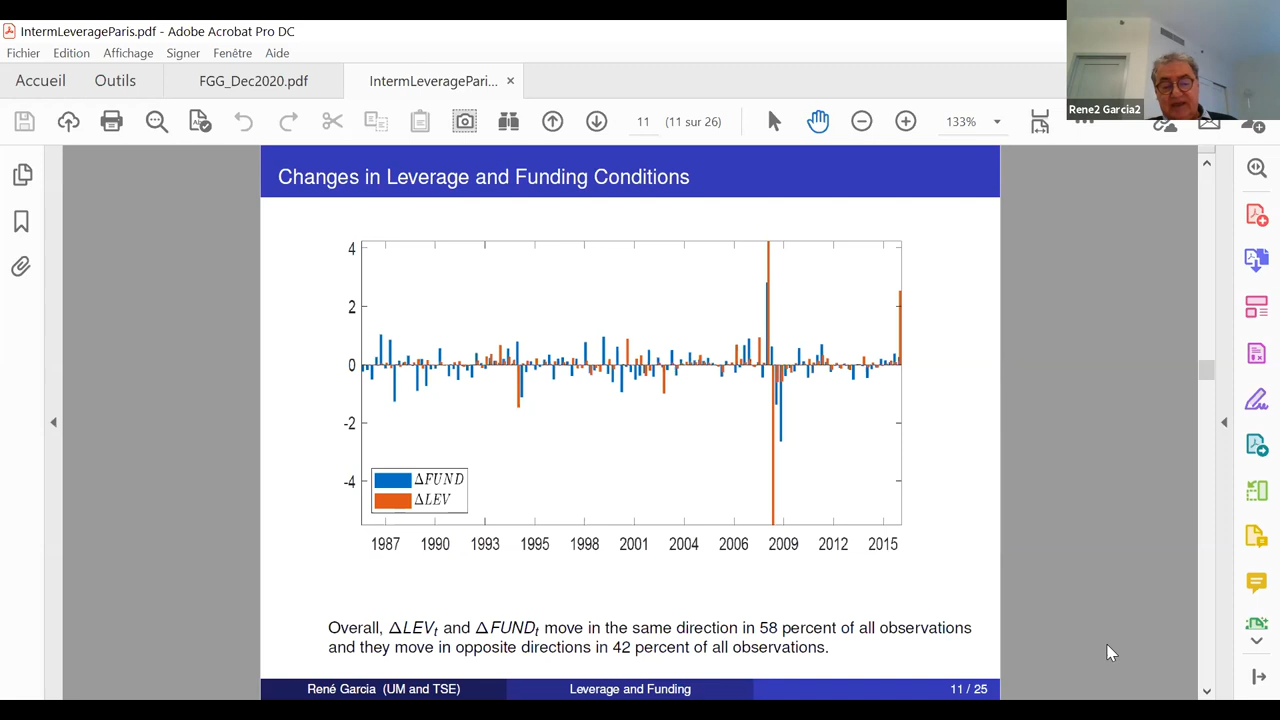 IntermLeverageParis.pdf - Adobe Acrobat Pro DC
Fichier Edition Affichage Signer Fenêtre Aide
Accueil Outils FGG_Dec2020.pdf IntermLeverageParis... ×
11 (11 sur 26) 133%
Rene2 Garcia2
Changes in Leverage and Funding Conditions
4
2
0
-2
-4
ΔFUND
ΔLEV
1987 1990 1993 1995 1998 2001 2004 2006 2009 2012 2015
Overall, ΔLEVt and ΔFUNDt move in the same direction in 58 percent of all observations
and they move in opposite directions in 42 percent of all observations.
René Garcia (UM and TSE) Leverage and Funding 11 / 25